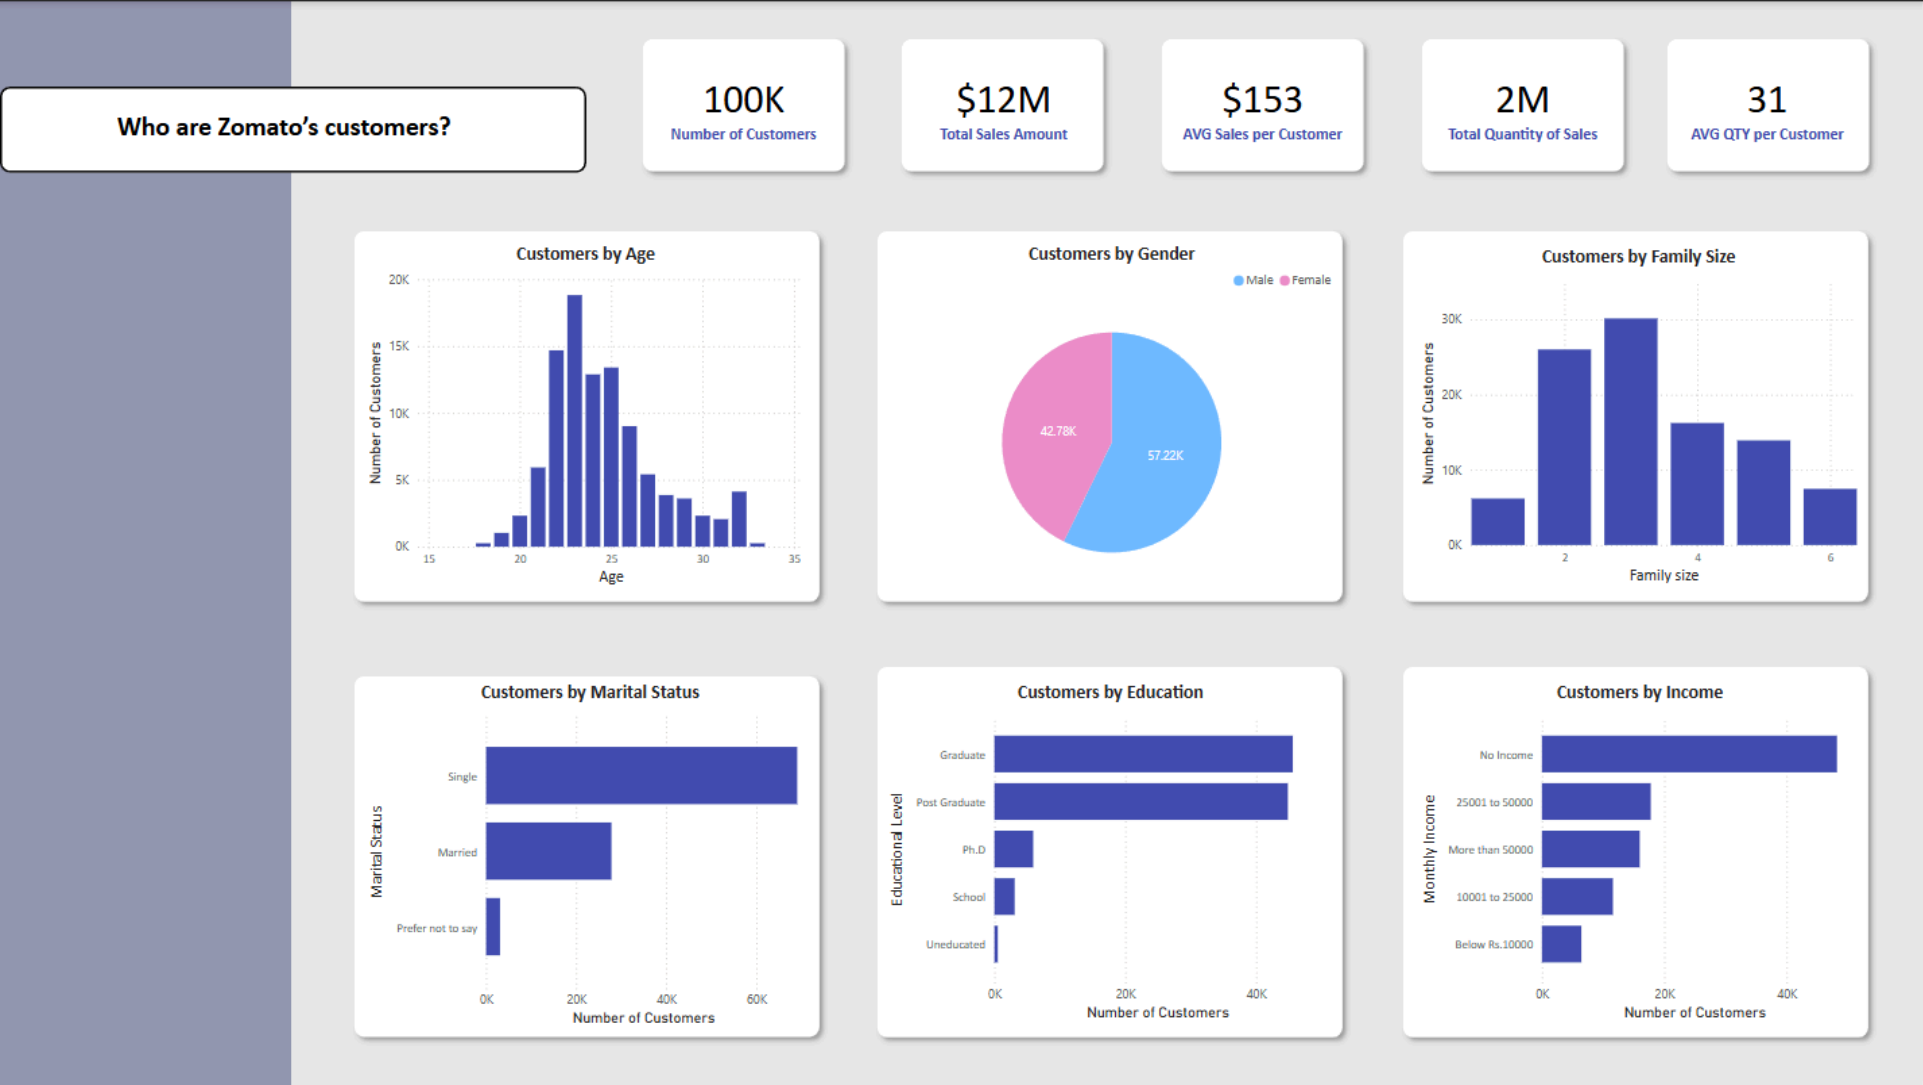 Who are Zomato's customers?
100K
Number of Customers
$12M
Total Sales Amount
$153
AVG Sales per Customer
2M
Total Quantity of Sales
31
AVG QTY per Customer
Customers by Age
Number of Customers
20K
15K
10K
5K
0K
15 20 25 30 35
Age
Customers by Gender
Male Female
42.78K
57.22K
Customers by Family Size
Number of Customers
30K
20K
10K
0K
2 4 6
Family size
Customers by Marital Status
Marital Status
Single
Married
Prefer not to say
0K 20K 40K 60K
Number of Customers
Customers by Education
Educational Level
Graduate
Post Graduate
Ph.D
School
Uneducated
0K 20K 40K
Number of Customers
Customers by Income
Monthly Income
No Income
25001 to 50000
More than 50000
10001 to 25000
Below Rs.10000
0K 20K 40K
Number of Customers